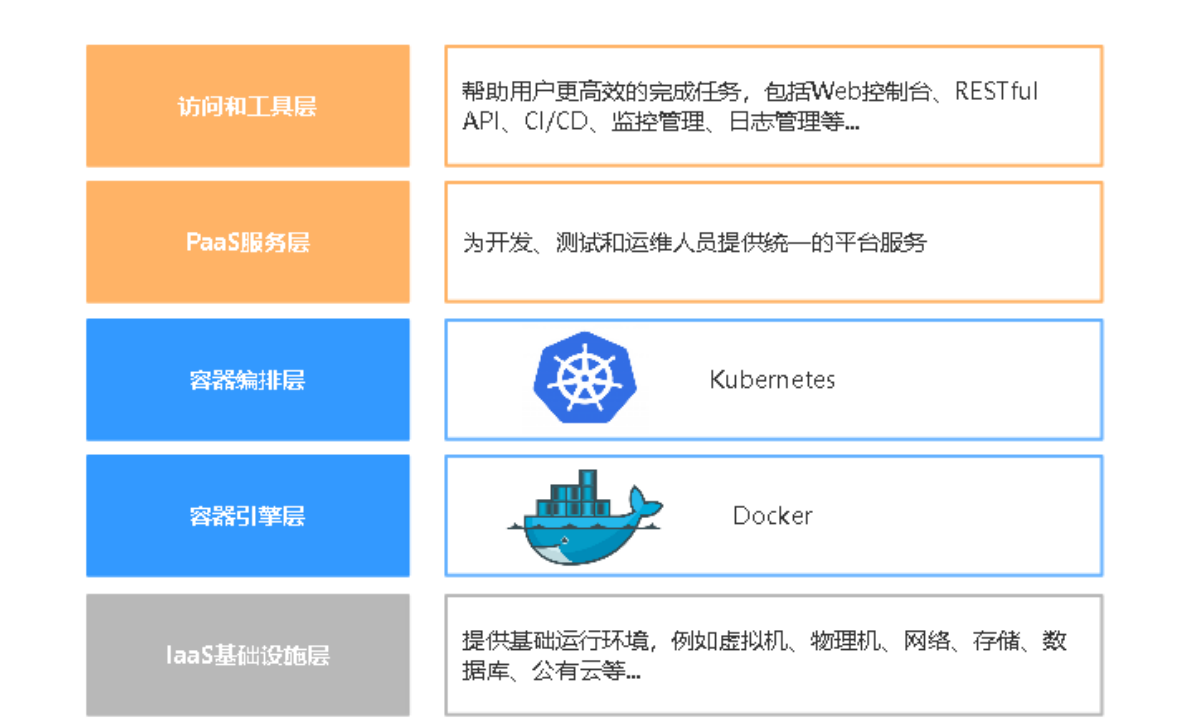 访问和工具层
帮助用户更高效的完成任务，包括Web控制台、RESTful
API、CI/CD、监控管理、日志管理等...
PaaS服务层
为开发、测试和运维人员提供统一的平台服务
容器编排层
Kubernetes
容器引擎层
Docker
IaaS基础设施层
提供基础运行环境，例如虚拟机、物理机、网络、存储、数
据库、公有云等...